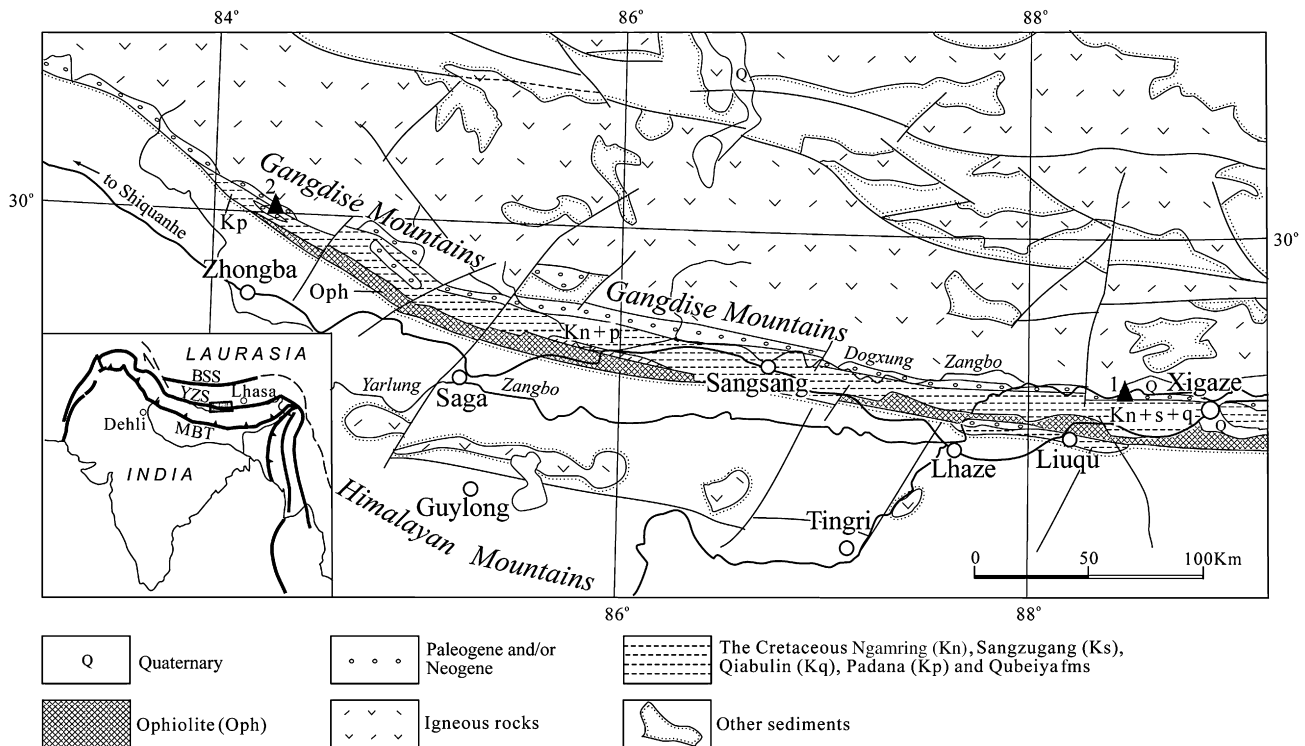 84° 86° 88°
Q
30°
to Shiquanhe
2
Gangdise Mountains
Kp
30°
Zhongba
Oph
Gangdise Mountains
Kn+p
Dogxung Zangbo
Sangsang
Yarlung Zangbo
Saga
1 Q Xigaze
Kn+s+q
Q
Lhaze
Liuqu
LAURASIA
BSS
YZS
Lhasa
Dehli
MBT
INDIA
Guylong
Himalayan Mountains
Tingri
0 50 100Km
86° 88°
Q Quaternary
Paleogene and/or
Neogene
The Cretaceous Ngamring (Kn), Sangzugang (Ks),
Qiabulin (Kq), Padana (Kp) and Qubeiya fms
Ophiolite (Oph)
Igneous rocks
Other sediments